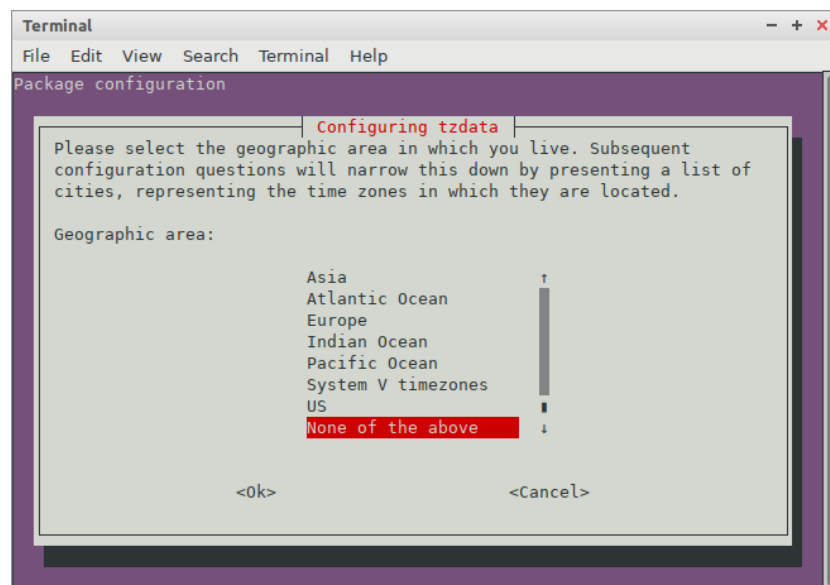 Terminal
File Edit View Search Terminal Help
Package configuration
Configuring tzdata
Please select the geographic area in which you live. Subsequent
configuration questions will narrow this down by presenting a list of
cities, representing the time zones in which they are located.
Geographic area:
Asia
Atlantic Ocean
Europe
Indian Ocean
Pacific Ocean
System V timezones
US
None of the above
<Ok> <Cancel>